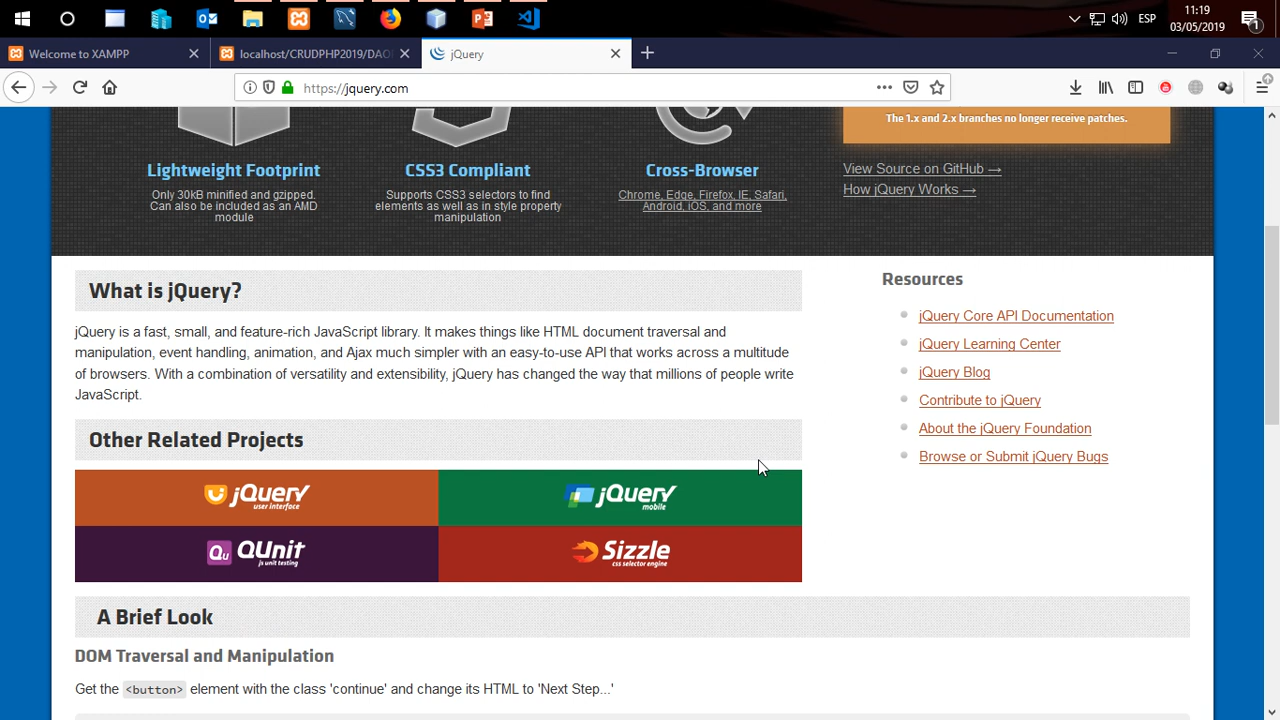 11:19
ESP
03/05/2019
1
Welcome to XAMPP
localhost/CRUDPHP2019/DAO
jQuery
https://jquery.com
The 1.x and 2.x branches no longer receive patches.
Lightweight Footprint
Only 30kB minified and gzipped.
Can also be included as an AMD
module
CSS3 Compliant
Supports CSS3 selectors to find
elements as well as in style property
manipulation
Cross-Browser
Chrome, Edge, Firefox, IE, Safari,
Android, iOS, and more
View Source on GitHub →
How jQuery Works →
What is jQuery?
jQuery is a fast, small, and feature-rich JavaScript library. It makes things like HTML document traversal and
manipulation, event handling, animation, and Ajax much simpler with an easy-to-use API that works across a multitude
of browsers. With a combination of versatility and extensibility, jQuery has changed the way that millions of people write
JavaScript.
Resources
jQuery Core API Documentation
jQuery Learning Center
jQuery Blog
Contribute to jQuery
About the jQuery Foundation
Browse or Submit jQuery Bugs
Other Related Projects
jQuery
user interface
jQuery
mobile
Qu QUnit
js unit testing
Sizzle
css selector engine
A Brief Look
DOM Traversal and Manipulation
Get the <button> element with the class 'continue' and change its HTML to 'Next Step...'